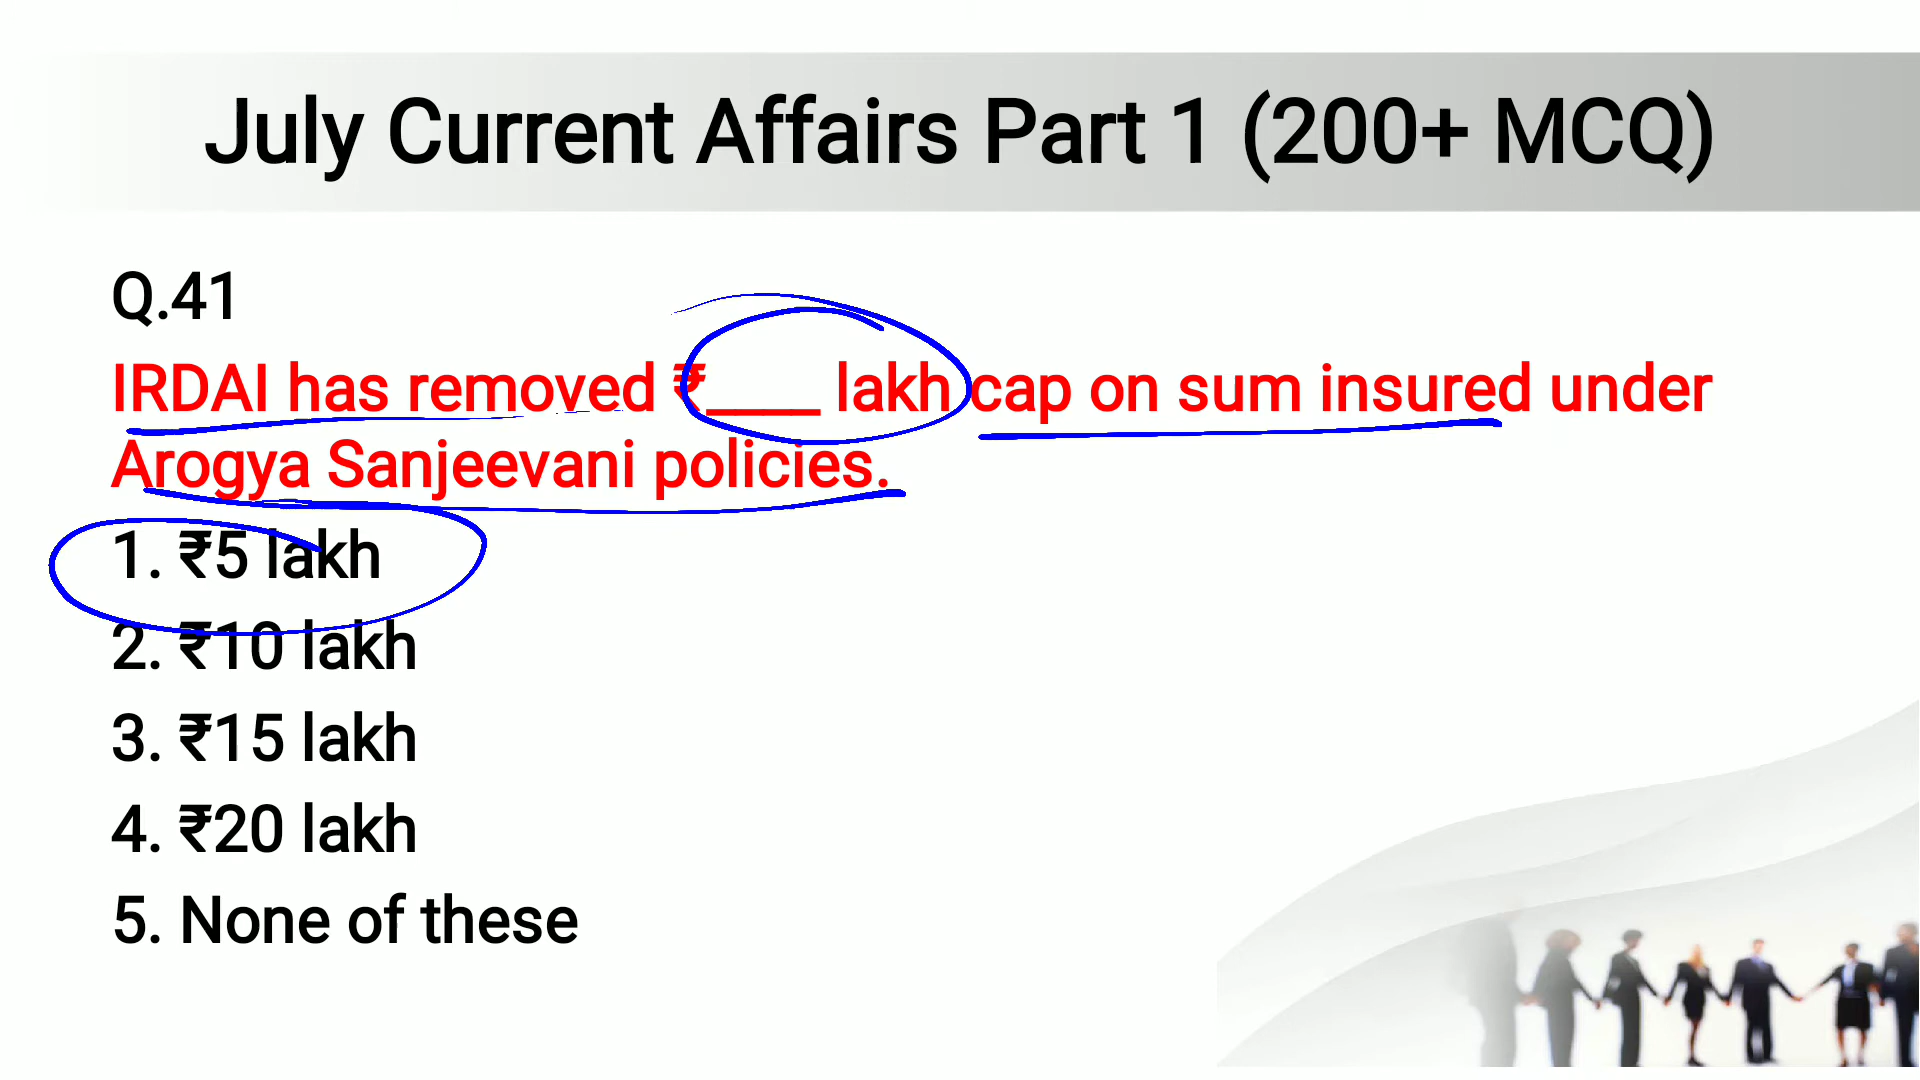 July Current Affairs Part 1 (200+ MCQ)
Q.41
IRDAI has removed ₹____ lakh cap on sum insured under
Arogya Sanjeevani policies.
1. ₹5 lakh
2. ₹10 lakh
3. ₹15 lakh
4. ₹20 lakh
5. None of these